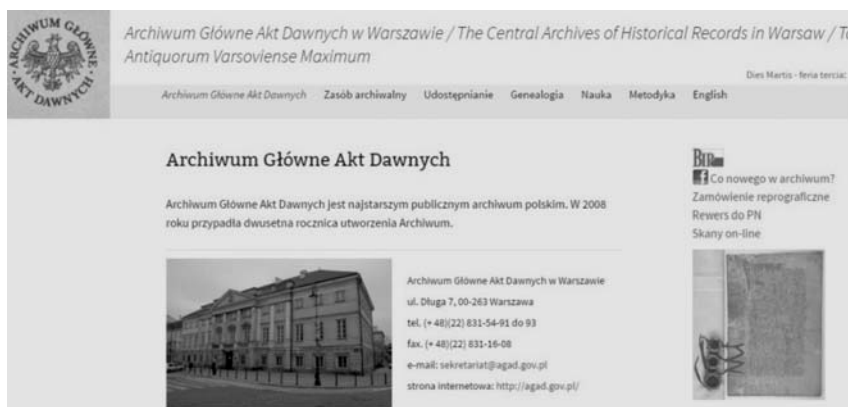 ARCHIWUM GŁÓWNE
AKT DAWNYCH
Archiwum Główne Akt Dawnych w Warszawie / The Central Archives of Historical Records in Warsaw / T
Antiquorum Varsoviense Maximum
Dies Martis - feria tercia:
Archiwum Główne Akt Dawnych Zasób archiwalny Udostępnianie Genealogia Nauka Metodyka English
Archiwum Główne Akt Dawnych
Archiwum Główne Akt Dawnych jest najstarszym publicznym archiwum polskim. W 2008
roku przypadła dwusetna rocznica utworzenia Archiwum.
Archiwum Główne Akt Dawnych w Warszawie
ul. Długa 7, 00-263 Warszawa
tel. (+ 48)(22) 831-54-91 do 93
fax. (+ 48)(22) 831-16-08
e-mail: sekretariat@agad.gov.pl
strona internetowa: http://agad.gov.pl/
Co nowego w archiwum?
Zamówienie reprograficzne
Rewers do PN
Skany on-line